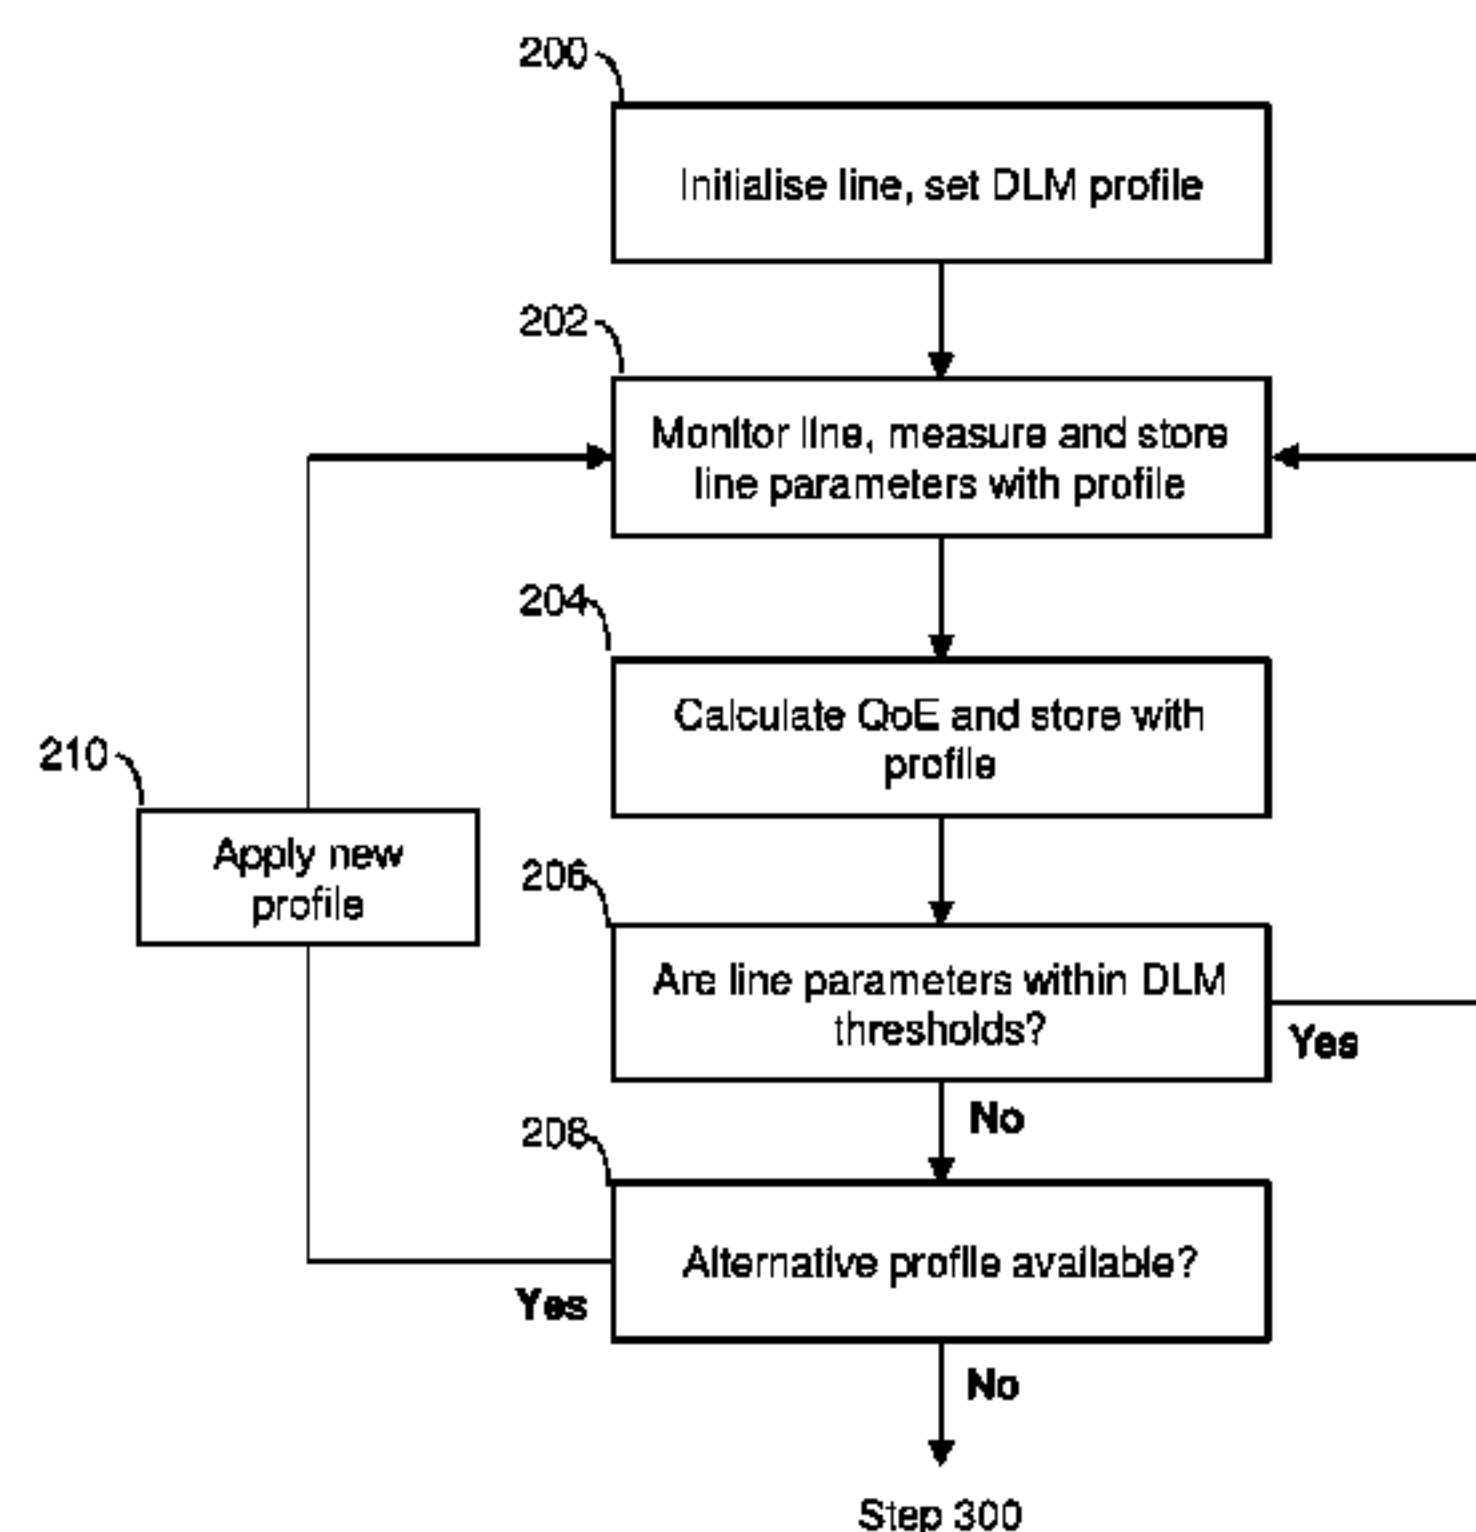 200
Initialise line, set DLM profile
202
Monitor line, measure and store
line parameters with profile
204
Calculate QoE and store with
profile
210
Apply new
profile
206
Are line parameters within DLM
thresholds?
Yes
No
208
Alternative profile available?
Yes
No
Step 300